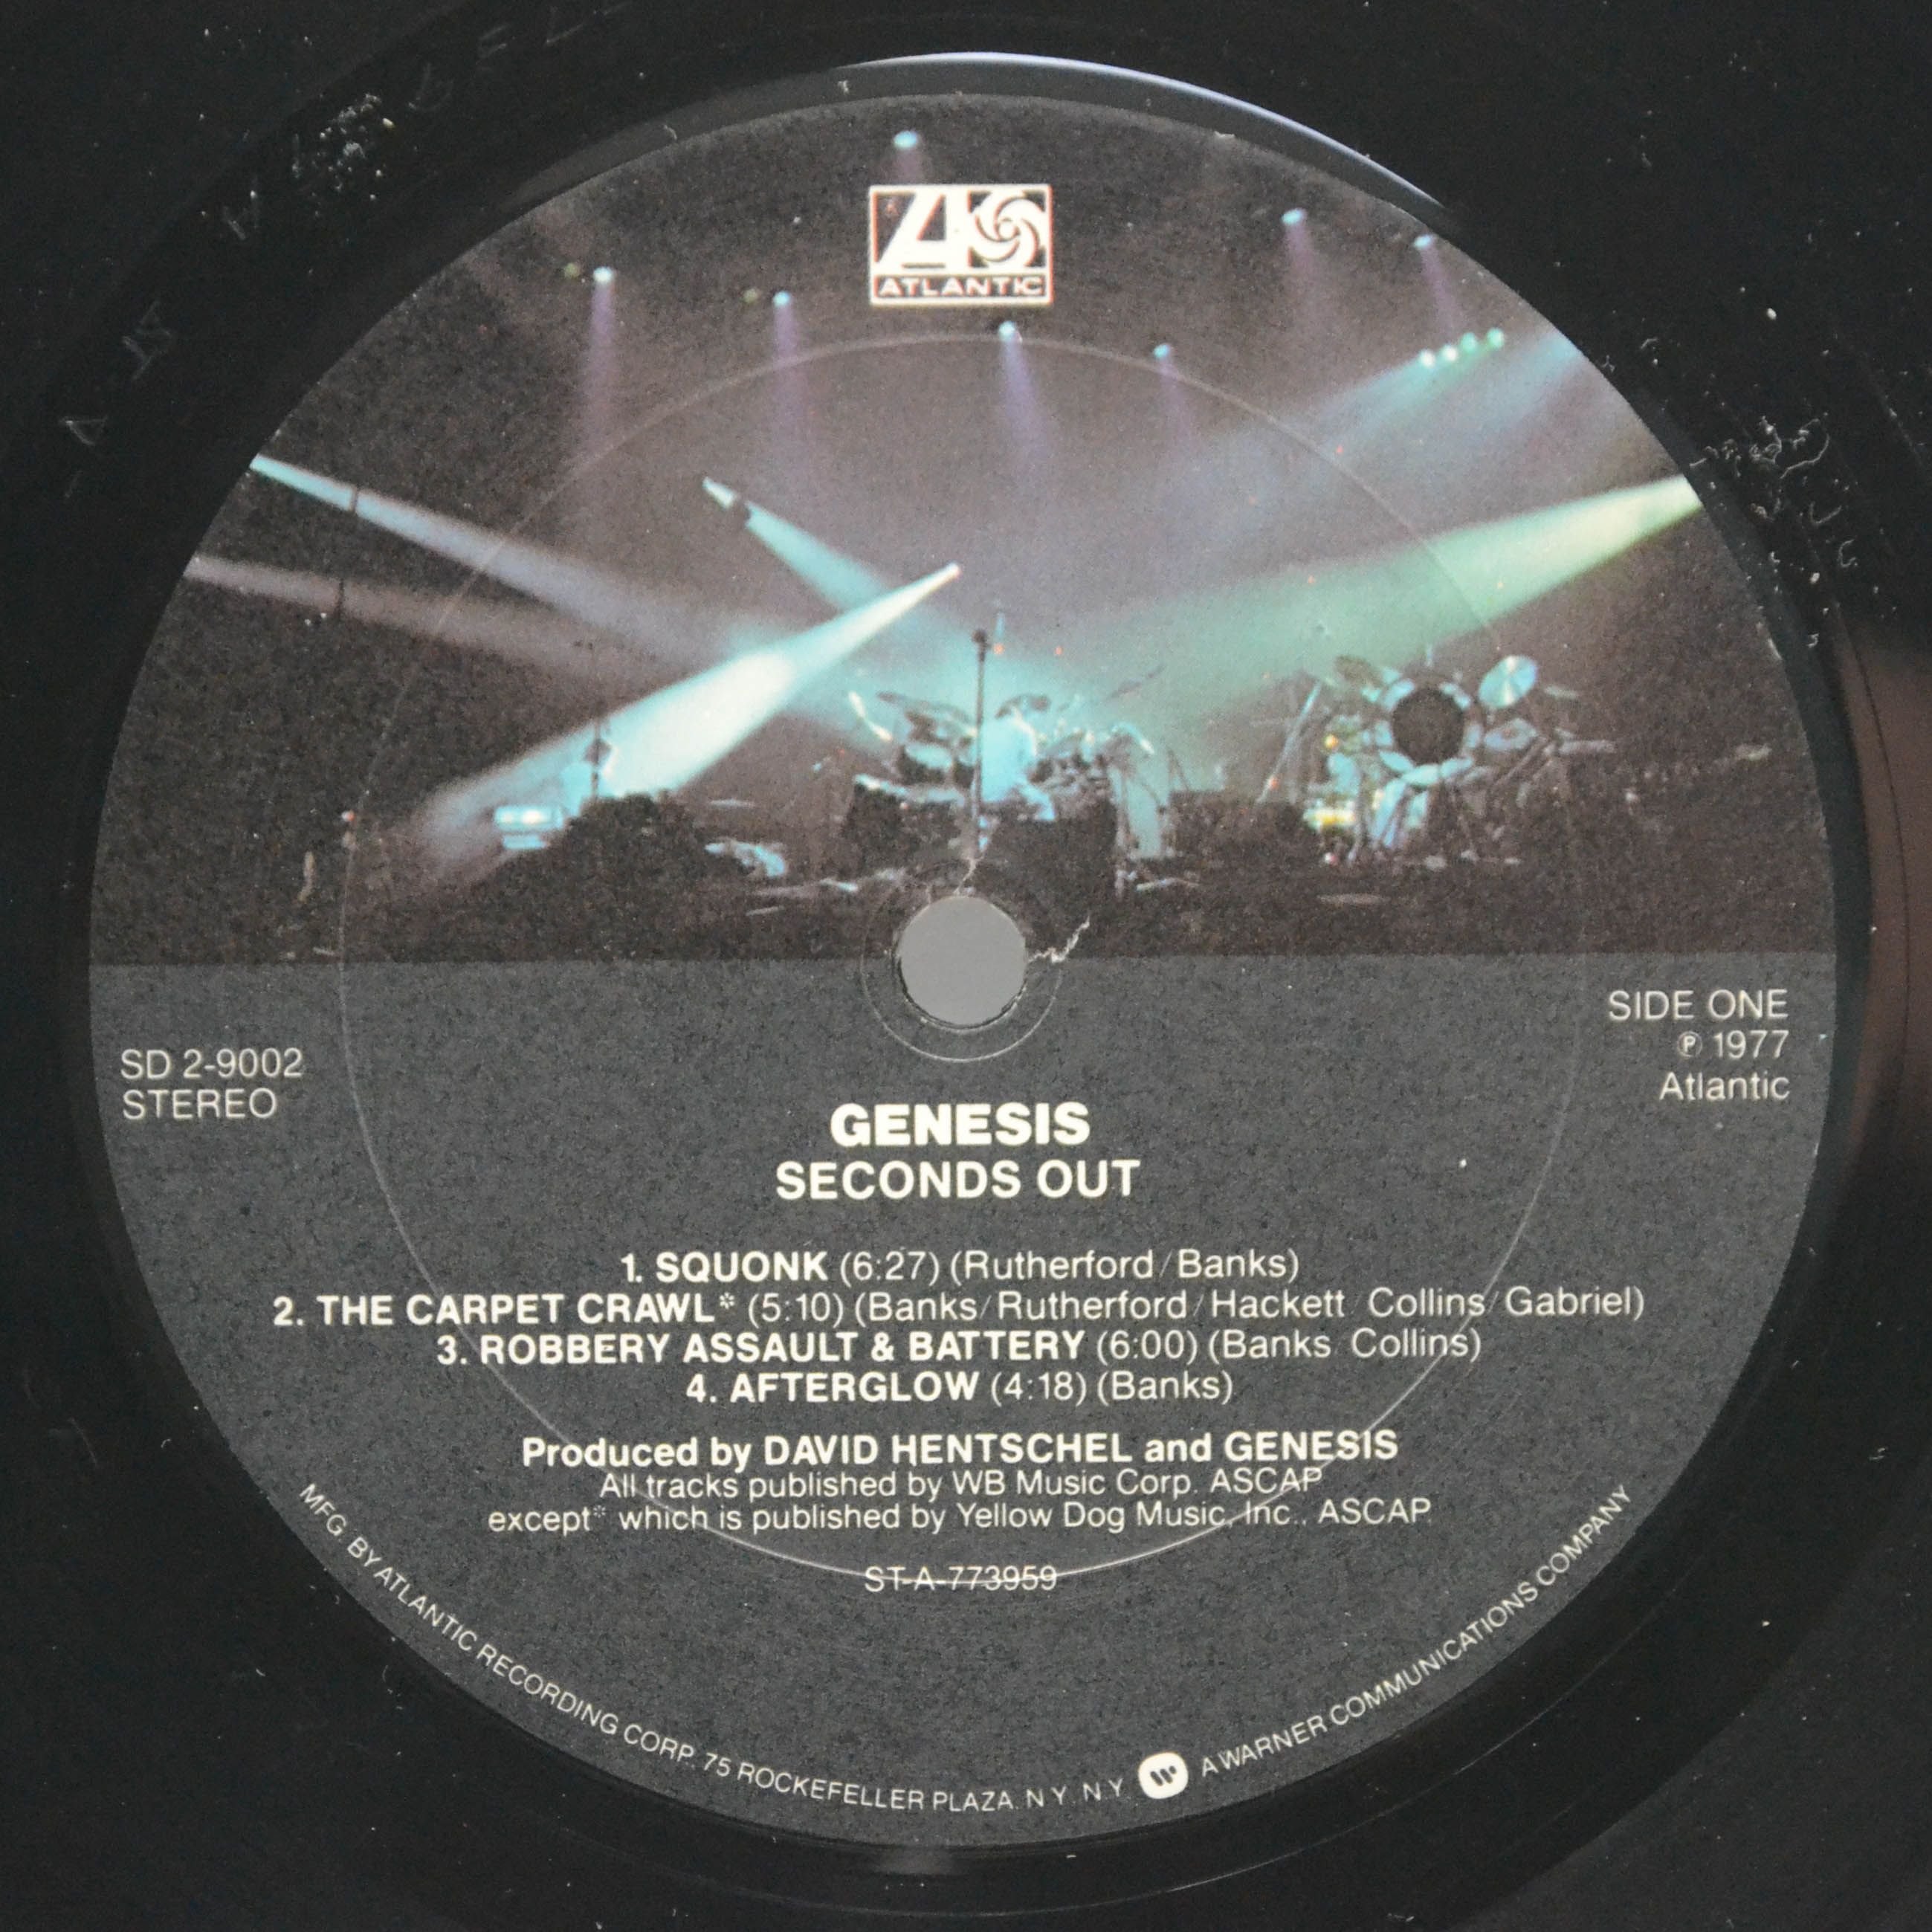 ATLANTIC
SIDE ONE
℗ 1977
Atlantic
SD 2-9002
STEREO
GENESIS
SECONDS OUT
1. SQUONK (6:27) (Rutherford/Banks)
2. THE CARPET CRAWL* (5:10) (Banks/Rutherford/Hackett Collins/Gabriel)
3. ROBBERY ASSAULT & BATTERY (6:00) (Banks Collins)
4. AFTERGLOW (4:18) (Banks)
Produced by DAVID HENTSCHEL and GENESIS
All tracks published by WB Music Corp. ASCAP
except* which is published by Yellow Dog Music, Inc., ASCAP.
ST-A-773959
MFG. BY ATLANTIC RECORDING CORP., 75 ROCKEFELLER PLAZA. N.Y. N.Y. A WARNER COMMUNICATIONS COMPANY